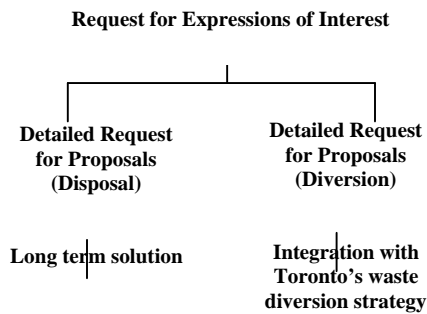 Request for Expressions of Interest
Detailed Request
for Proposals
(Disposal)
Detailed Request
for Proposals
(Diversion)
Long term solution
Integration with
Toronto's waste
diversion strategy